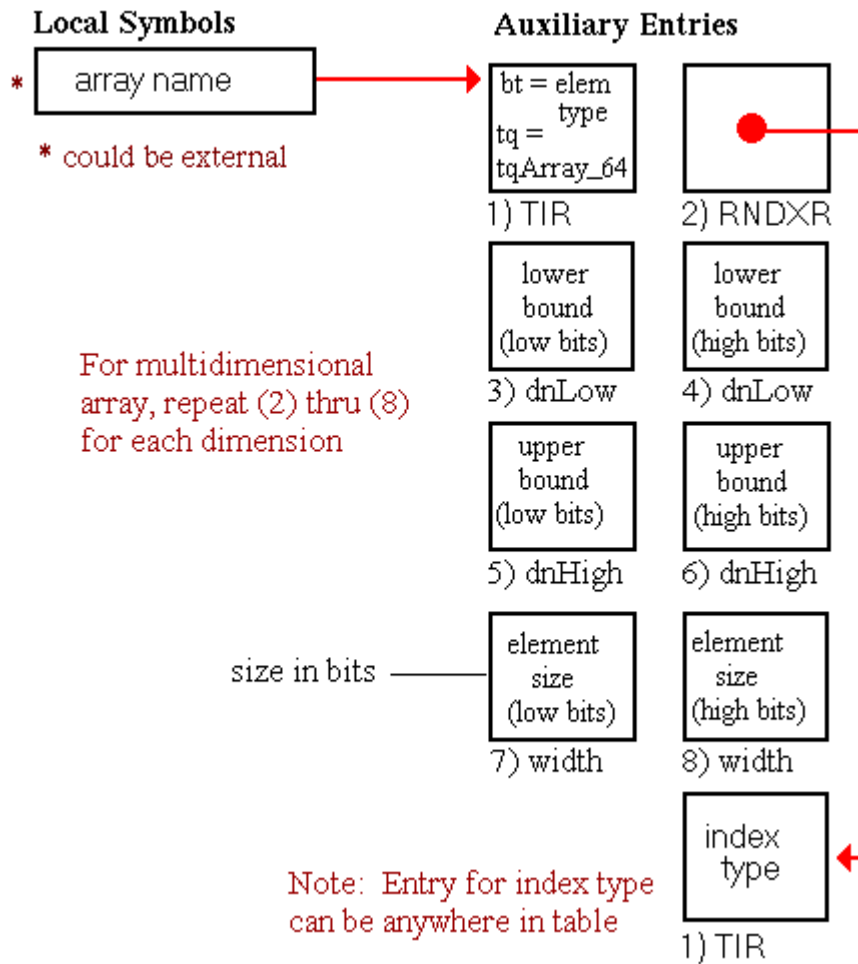 Local Symbols
Auxiliary Entries
* array name
* could be external
bt = elem
type
tq =
tqArray_64
1) TIR
2) RNDXR
lower
bound
(low bits)
3) dnLow
lower
bound
(high bits)
4) dnLow
For multidimensional
array, repeat (2) thru (8)
for each dimension
upper
bound
(low bits)
5) dnHigh
upper
bound
(high bits)
6) dnHigh
size in bits
element
size
(low bits)
7) width
element
size
(high bits)
8) width
index
type
1) TIR
Note: Entry for index type
can be anywhere in table